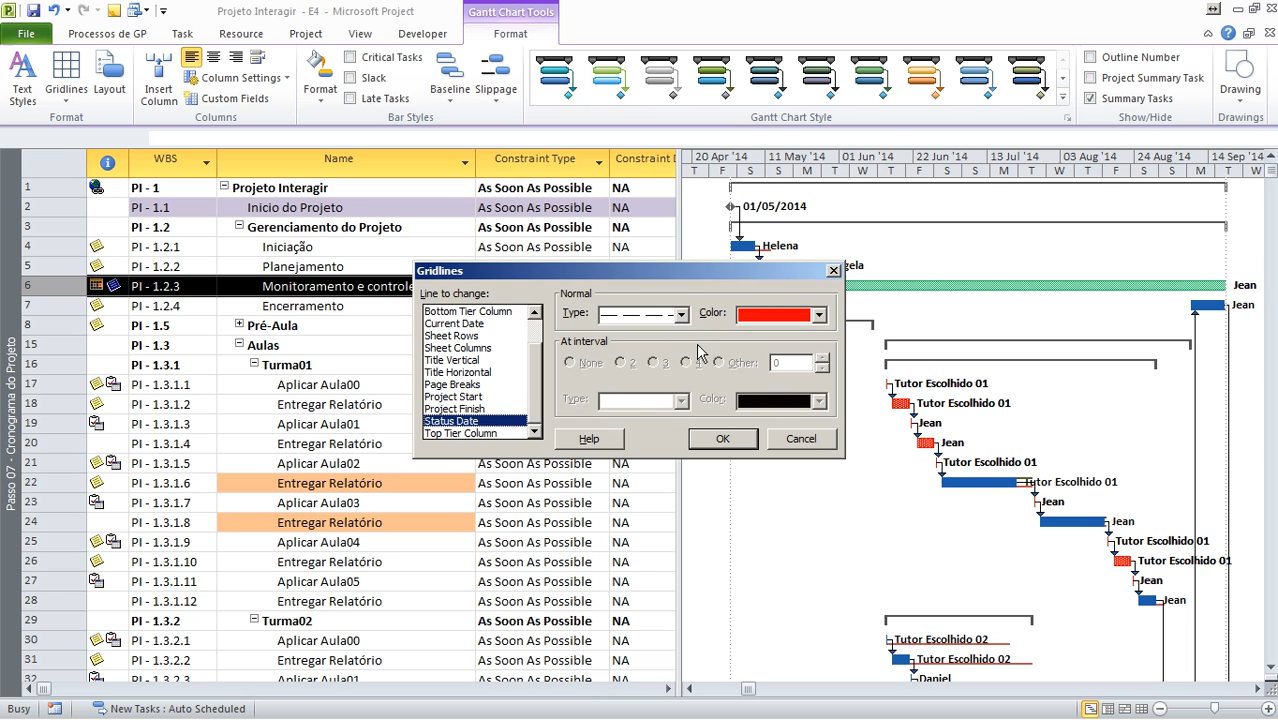 Projeto Interagir - E4 - Microsoft Project
Gantt Chart Tools
File
Processos de GP
Task
Resource
Project
View
Developer
Format
Text Styles
Gridlines
Layout
Format
Insert Column
Column Settings
Custom Fields
Columns
Format
Critical Tasks
Slack
Late Tasks
Baseline
Slippage
Bar Styles
Gantt Chart Style
Outline Number
Project Summary Task
Summary Tasks
Show/Hide
Drawing
Drawings
WBS
Name
Constraint Type
Constraint D
20 Apr '14
11 May '14
01 Jun '14
22 Jun '14
13 Jul '14
03 Aug '14
24 Aug '14
14 Sep '14
T F S S M T W T F S S M T W
1 PI - 1 Projeto Interagir As Soon As Possible NA
2 PI - 1.1 Inicio do Projeto As Soon As Possible NA 01/05/2014
3 PI - 1.2 Gerenciamento do Projeto As Soon As Possible NA
4 PI - 1.2.1 Iniciação As Soon As Possible NA Helena
5 PI - 1.2.2 Planejamento gela
6 PI - 1.2.3 Monitoramento e controle Jean
7 PI - 1.2.4 Encerramento Jean
8 PI - 1.5 Pré-Aula
15 PI - 1.3 Aulas
16 PI - 1.3.1 Turma01
17 PI - 1.3.1.1 Aplicar Aula00 Tutor Escolhido 01
18 PI - 1.3.1.2 Entregar Relatório Tutor Escolhido 01
19 PI - 1.3.1.3 Aplicar Aula01 Jean
20 PI - 1.3.1.4 Entregar Relatório Jean
21 PI - 1.3.1.5 Aplicar Aula02 As Soon As Possible NA Tutor Escolhido 01
22 PI - 1.3.1.6 Entregar Relatório As Soon As Possible NA Tutor Escolhido 01
23 PI - 1.3.1.7 Aplicar Aula03 As Soon As Possible NA Jean
24 PI - 1.3.1.8 Entregar Relatório As Soon As Possible NA Jean
25 PI - 1.3.1.9 Aplicar Aula04 As Soon As Possible NA Tutor Escolhido 01
26 PI - 1.3.1.10 Entregar Relatório As Soon As Possible NA Tutor Escolhido 01
27 PI - 1.3.1.11 Aplicar Aula05 As Soon As Possible NA Jean
28 PI - 1.3.1.12 Entregar Relatório As Soon As Possible NA Jean
29 PI - 1.3.2 Turma02 As Soon As Possible NA
30 PI - 1.3.2.1 Aplicar Aula00 As Soon As Possible NA Tutor Escolhido 02
31 PI - 1.3.2.2 Entregar Relatório As Soon As Possible NA Tutor Escolhido 02
32 PI - 1.3.2.3 Aplicar Aula01 As Soon As Possible NA Daniel
Passo 07 - Cronograma do Projeto
Gridlines
Line to change:
Bottom Tier Column
Current Date
Sheet Rows
Sheet Columns
Title Vertical
Title Horizontal
Page Breaks
Project Start
Project Finish
Status Date
Top Tier Column
Normal
Type:
Color:
At interval
None 2 3 4 Other: 0
Type:
Color:
Help
OK
Cancel
Busy
New Tasks : Auto Scheduled